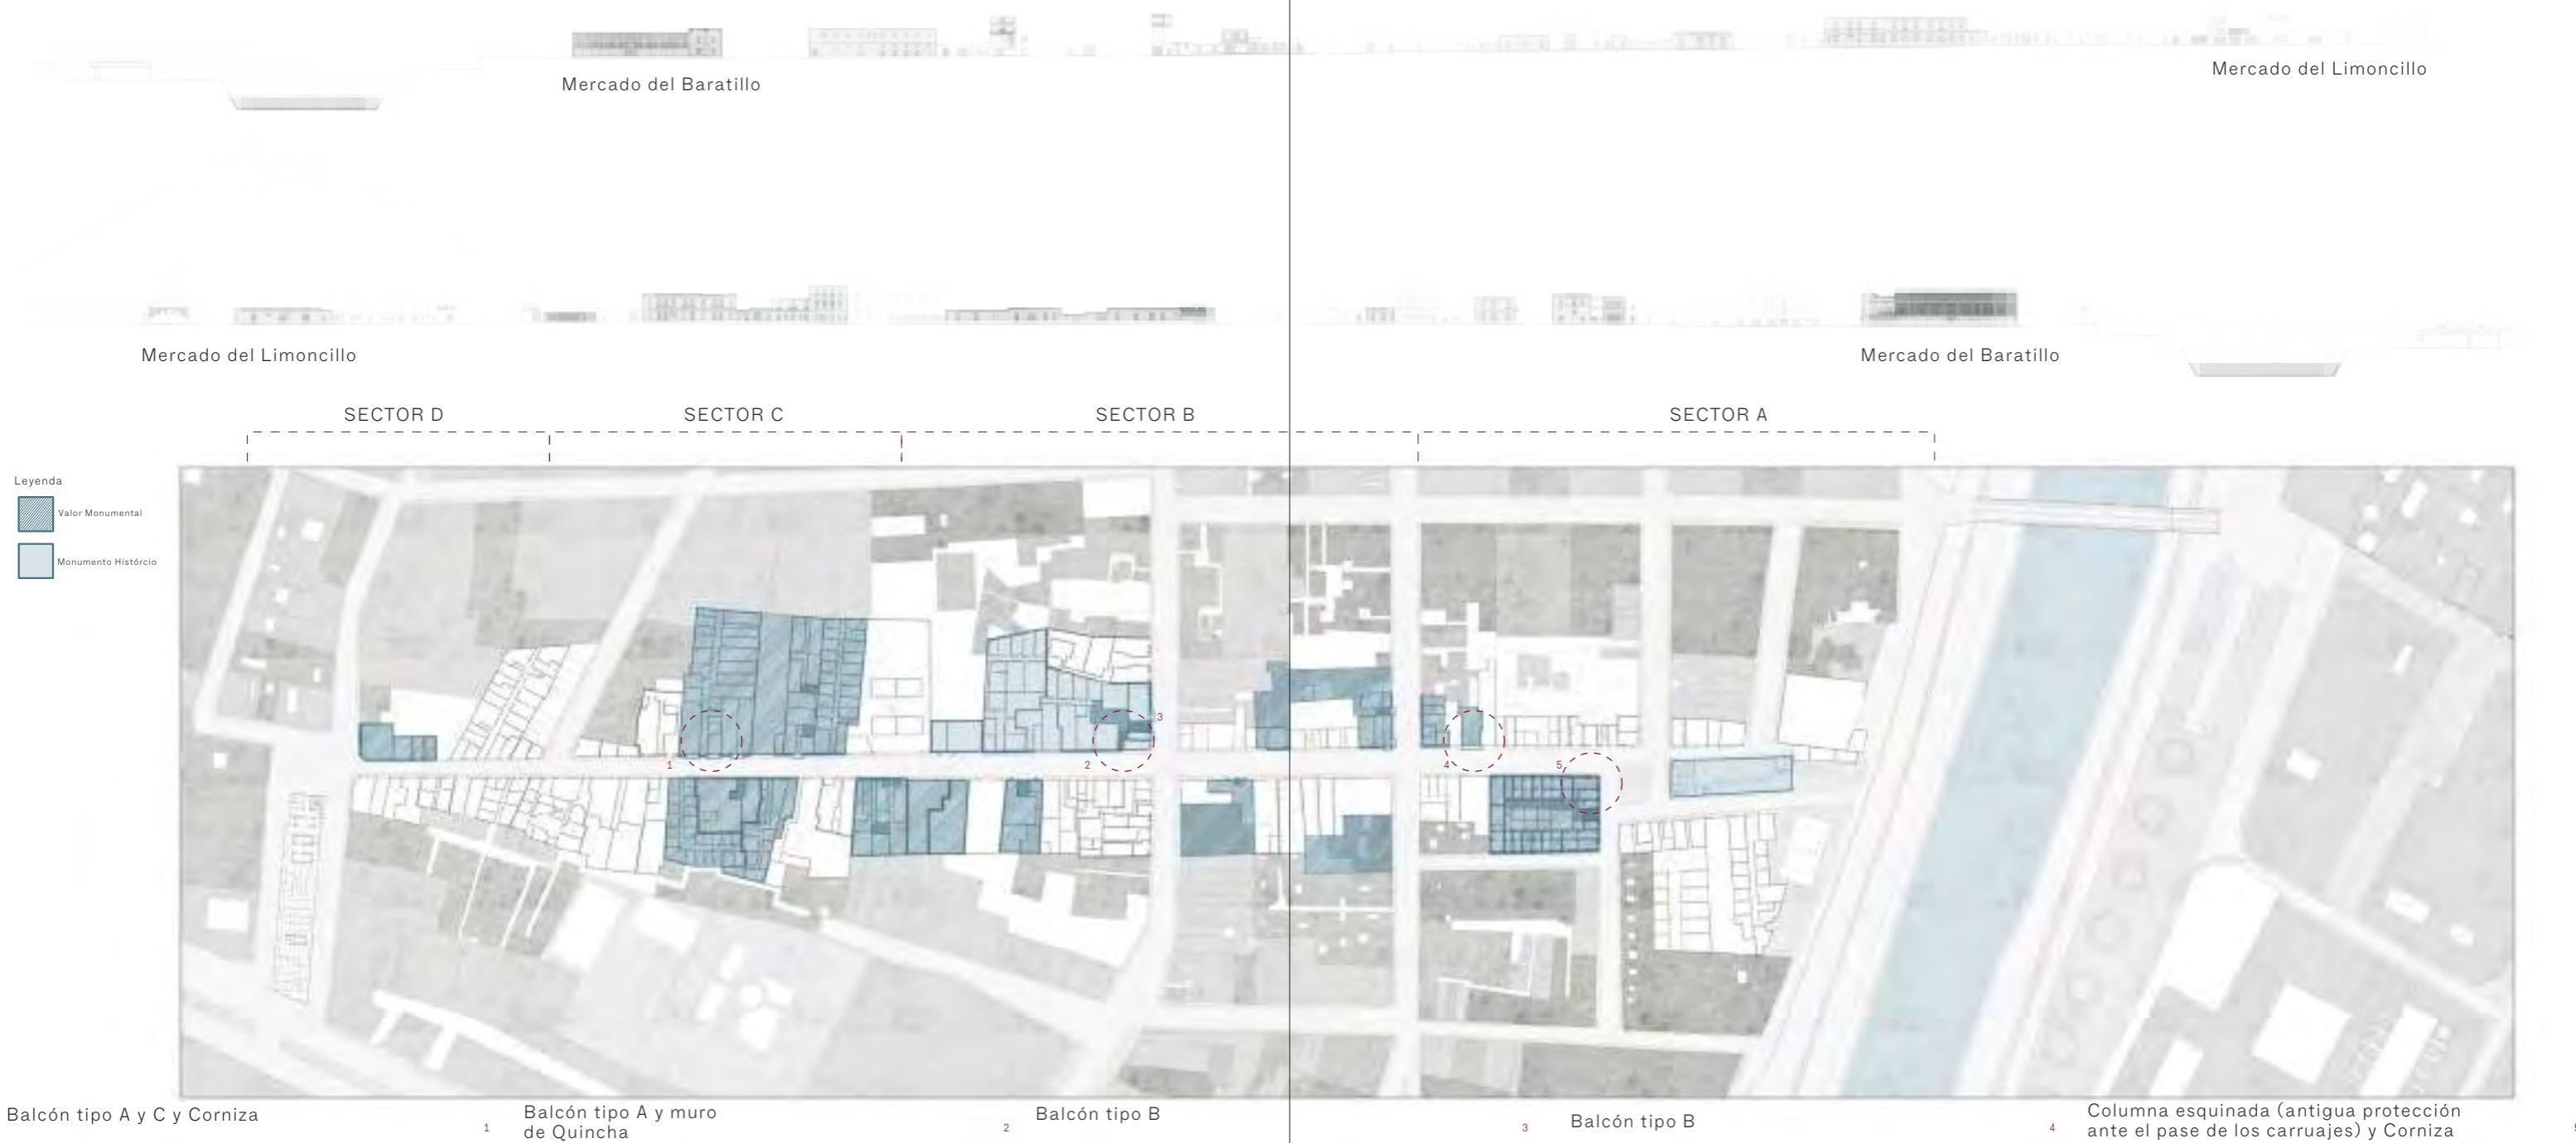 Mercado del Baratillo
Mercado del Limoncillo
Mercado del Limoncillo
Mercado del Baratillo
SECTOR D
SECTOR C
SECTOR B
SECTOR A
Leyenda
Valor Monumental
Monumento Histórcio
1
2
3
4
5
Balcón tipo A y C y Corniza
1
Balcón tipo A y muro
de Quincha
2
Balcón tipo B
3
Balcón tipo B
4
Columna esquinada (antigua protección
ante el pase de los carruajes) y Corniza